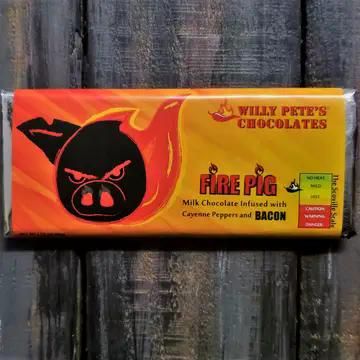 WILLY PETE'S
CHOCOLATES
FIRE PIG
Milk Chocolate Infused with
Cayenne Peppers and BACON
The Scoville Scale
NO HEAT
MILD
HOT
CAUTION
WARNING
DANGER